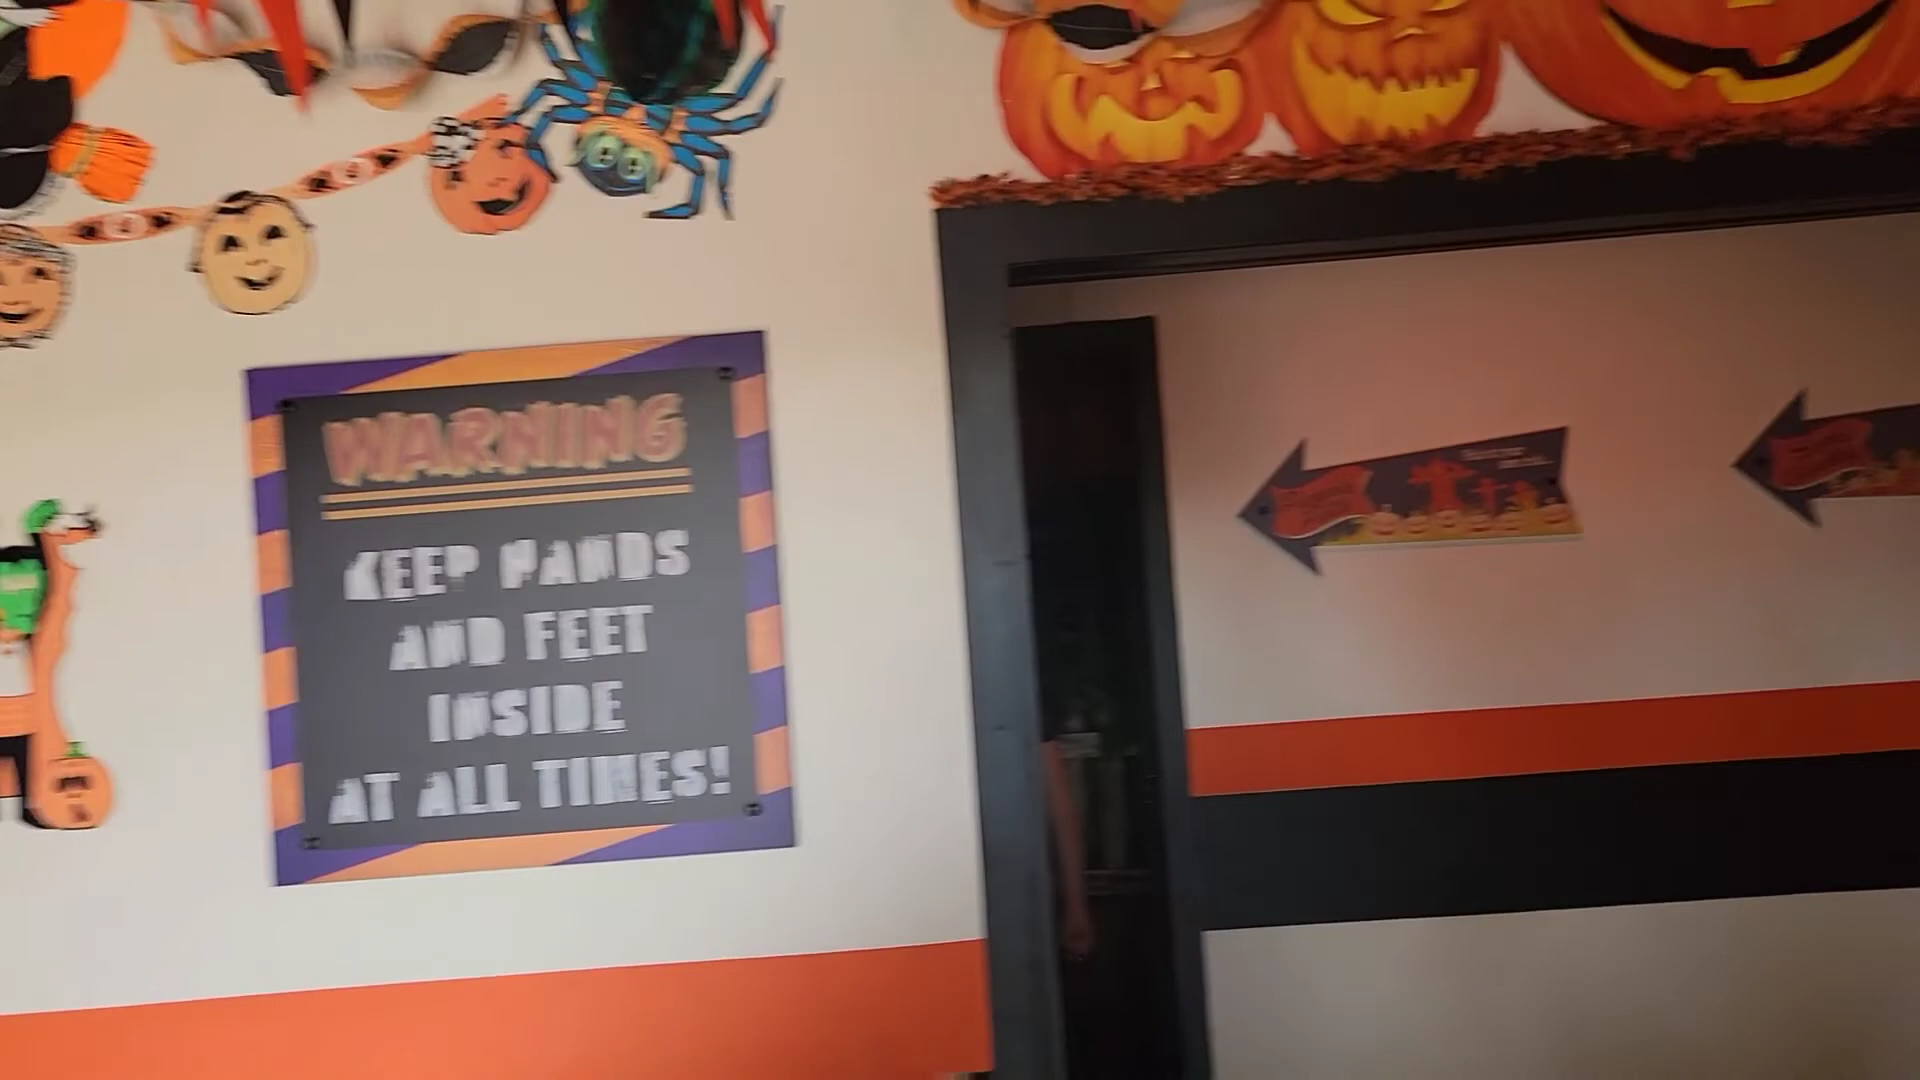 WARNING
KEEP HANDS
AND FEET
INSIDE
AT ALL TIMES!